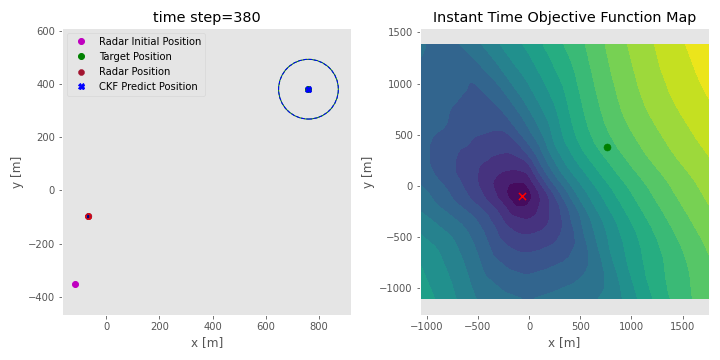 time step=380
Radar Initial Position
Target Position
Radar Position
CKF Predict Position
600
400
200
0
−200
−400
0
200
400
600
800
y [m]
x [m]
Instant Time Objective Function Map
1500
1000
500
0
−500
−1000
−1000
−500
0
500
1000
1500
y [m]
x [m]